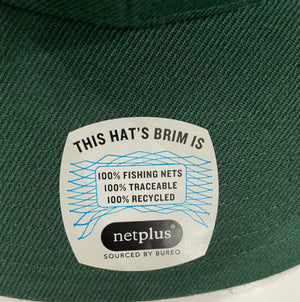 THIS HAT'S BRIM IS
100% FISHING NETS
100% TRACEABLE
100% RECYCLED
netplus®
SOURCED BY BUREO